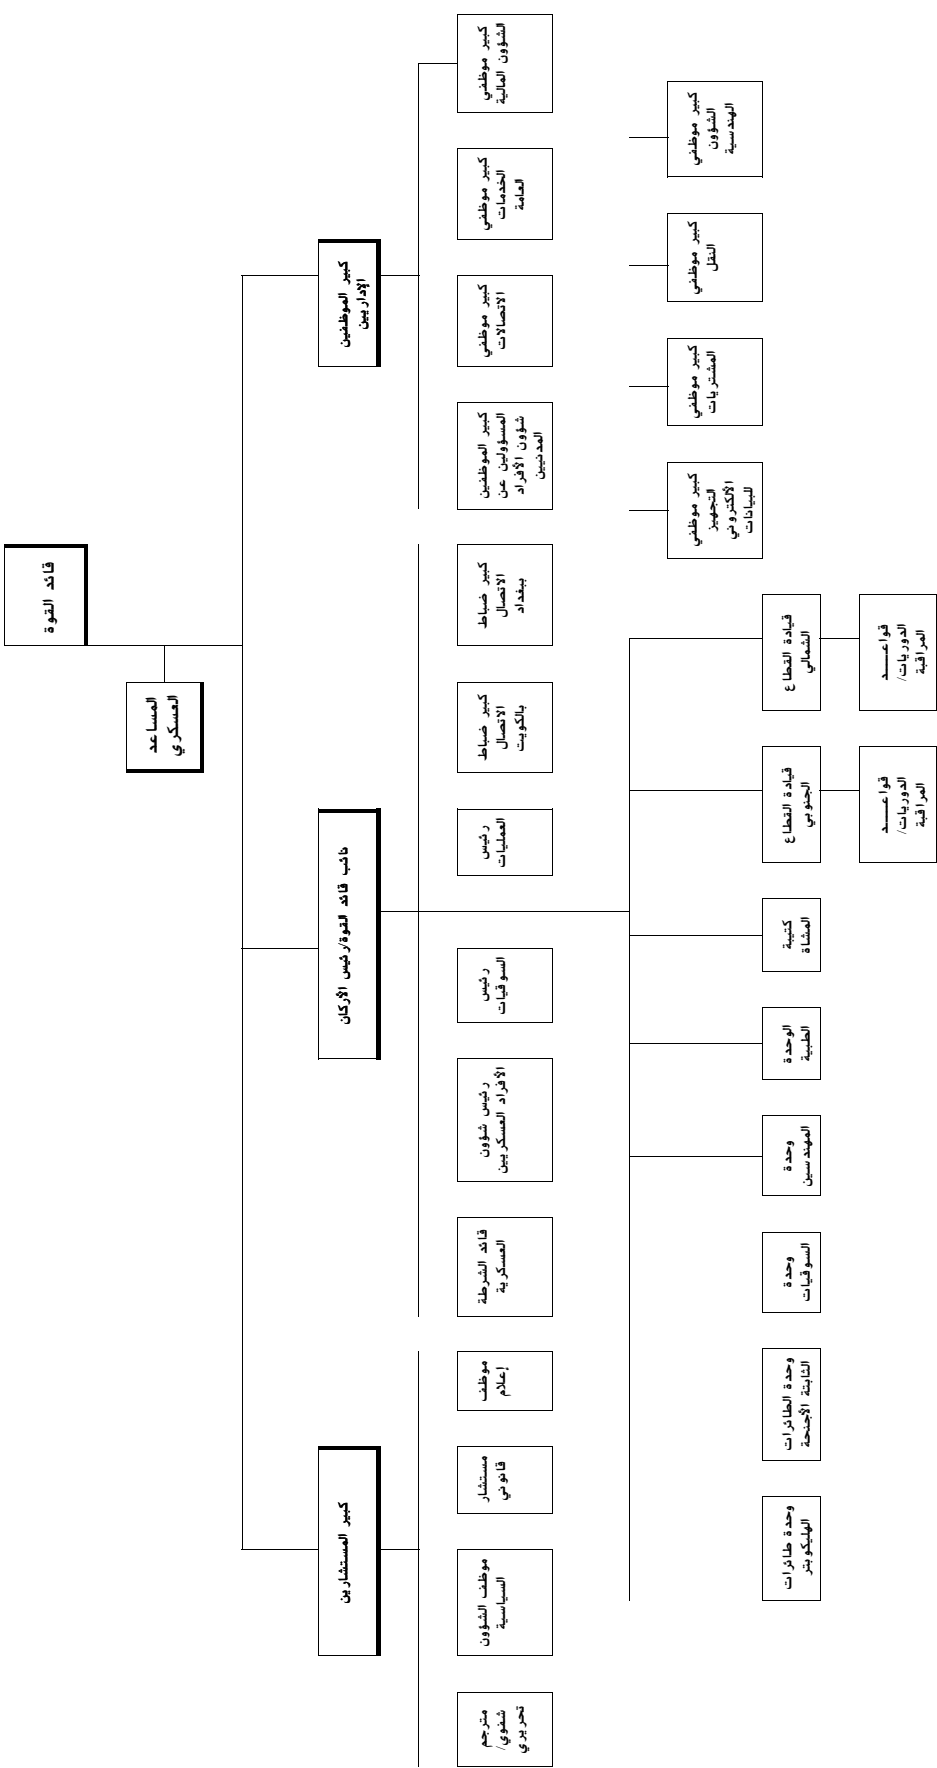 قائد القوة
المساعد
العسكري
كبير الموظفين
الإداريين
نائب قائد القوة/رئيس الأركان
كبير المستشارين
كبير موظفي
الشؤون المالية
كبير موظفي
الخدمات
العامة
كبير موظفي
الاتصالات
كبير الموظفين
المسؤولين عن
شؤون الأفراد
المدنيين
كبير ضباط
الاتصال
ببغداد
كبير ضباط
الاتصال
بالكويت
رئيس
العمليات
رئيس
السوقيات
رئيس شؤون
الأفراد العسكريين
قائد الشرطة
العسكرية
موظف
إعلام
مستشار
قانوني
موظف الشؤون
السياسية
مترجم
شفوي/
تحريري
كبير موظفي
الشؤون
الهندسية
كبير موظفي
النقل
كبير موظفي
المشتريات
كبير موظفي
التجهيز
الألكتروني
للبيانات
قيادة القطاع
الشمالي
قيادة القطاع
الجنوبي
كتيبة
المشاة
الوحدة
الطبية
وحدة
المهندسين
وحدة
السوقيات
وحدة الطائرات
الثابتة الأجنحة
وحدة طائرات
الهليكوبتر
قواعـــــد
الدوريات/
المراقبة
قواعـــــد
الدوريات/
المراقبة